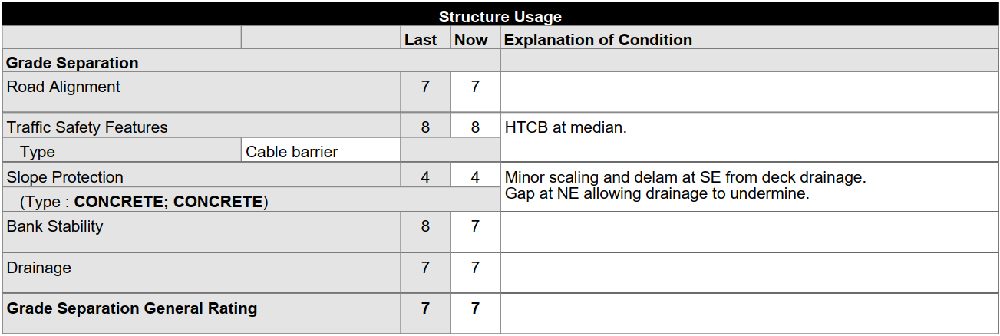 Structure Usage
Last Now Explanation of Condition
Grade Separation
Road Alignment 7 7
Traffic Safety Features 8 8 HTCB at median.
Type Cable barrier
Slope Protection 4 4 Minor scaling and delam at SE from deck drainage.
Gap at NE allowing drainage to undermine.
(Type : CONCRETE; CONCRETE)
Bank Stability 8 7
Drainage 7 7
Grade Separation General Rating 7 7